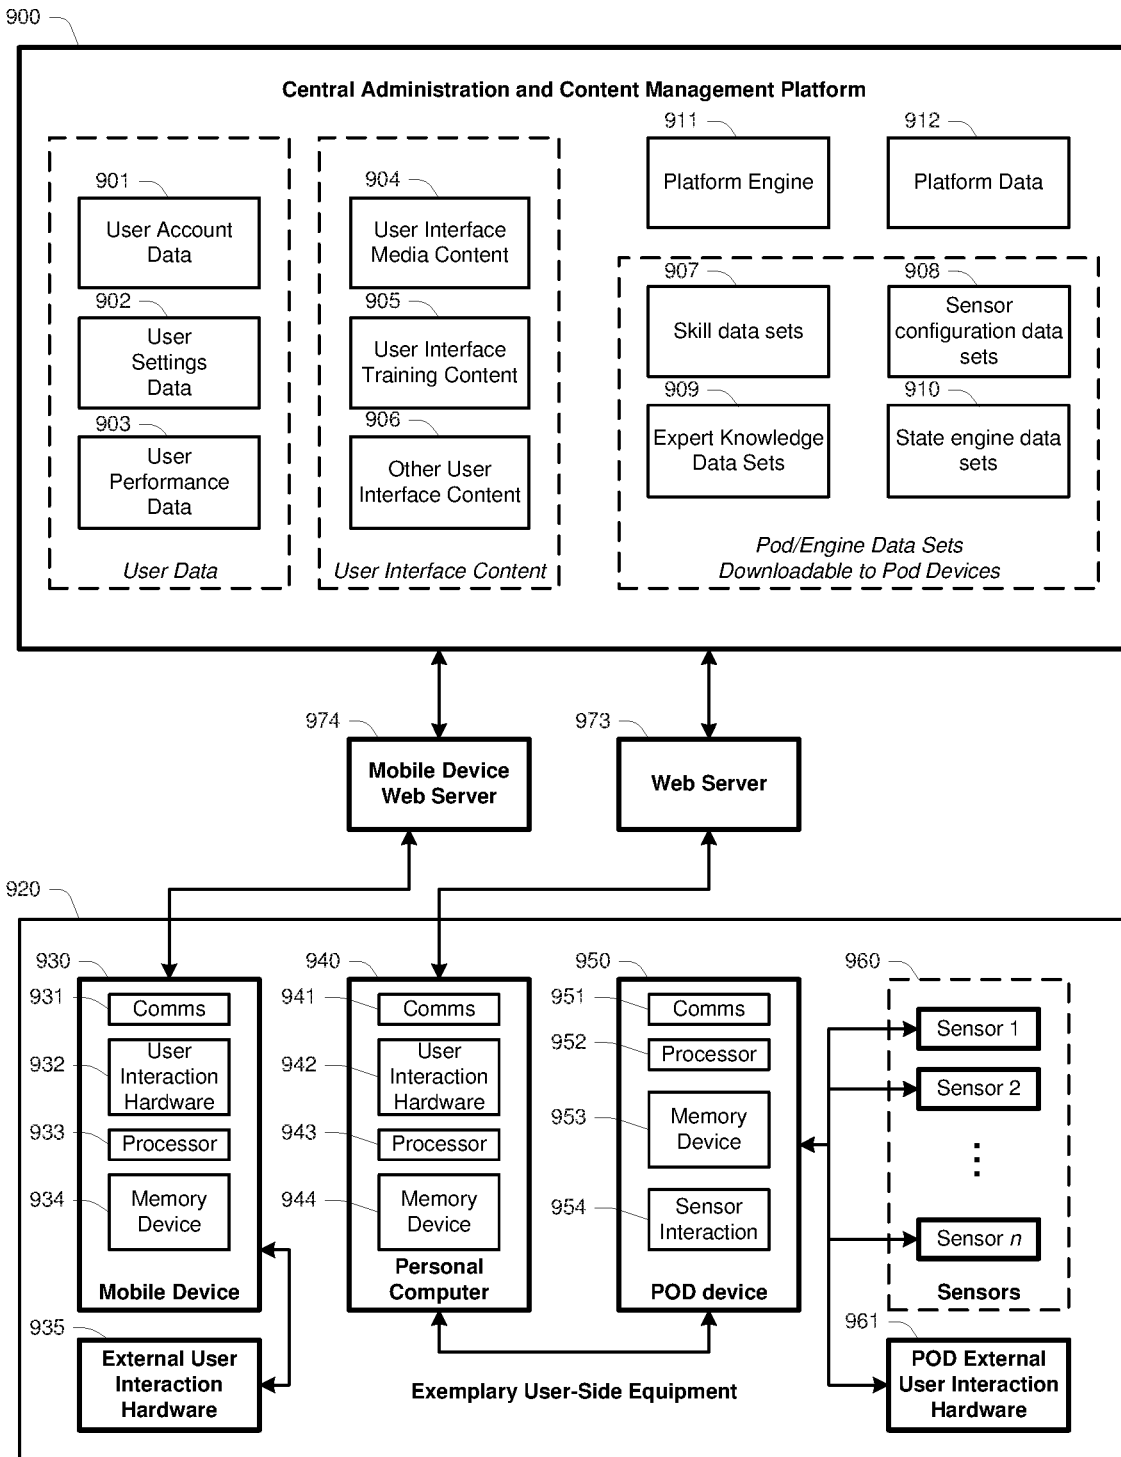 900
Central Administration and Content Management Platform
911
912
Platform Engine
Platform Data
901
User Account
Data
902
User
Settings
Data
903
User
Performance
Data
User Data
904
User Interface
Media Content
905
User Interface
Training Content
906
Other User
Interface Content
User Interface Content
907
Skill data sets
908
Sensor
configuration data
sets
909
Expert Knowledge
Data Sets
910
State engine data
sets
Pod/Engine Data Sets
Downloadable to Pod Devices
974
Mobile Device
Web Server
973
Web Server
920
930
931
Comms
932
User
Interaction
Hardware
933
Processor
934
Memory
Device
Mobile Device
935
External User
Interaction
Hardware
940
941
Comms
942
User
Interaction
Hardware
943
Processor
944
Memory
Device
Personal
Computer
950
951
Comms
952
Processor
953
Memory
Device
954
Sensor
Interaction
POD device
960
Sensor 1
Sensor 2
Sensor n
Sensors
961
POD External
User Interaction
Hardware
Exemplary User-Side Equipment